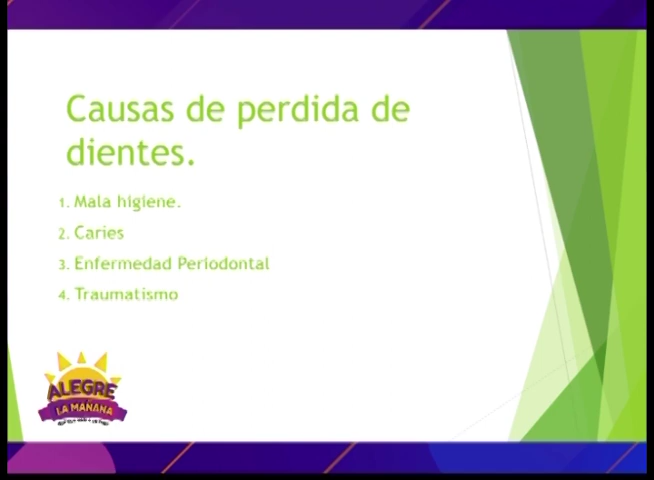 Causas de perdida de
dientes.
1. Mala higiene.
2. Caries
3. Enfermedad Periodontal
4. Traumatismo
ALEGRE
LA MAÑANA